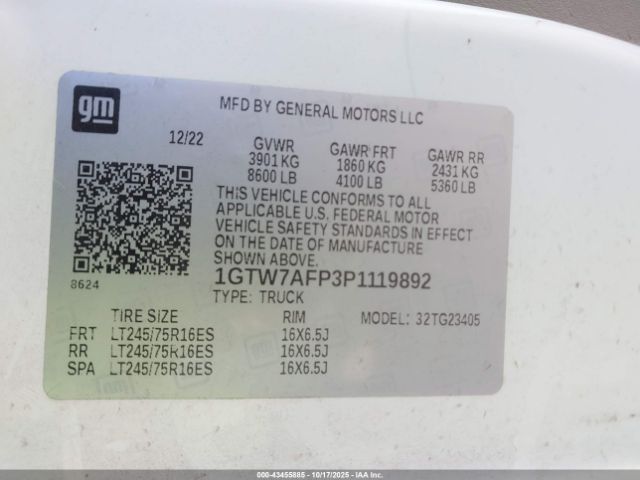 gm
MFD BY GENERAL MOTORS LLC
12/22
GVWR GAWR FRT GAWR RR
3901 KG 1860 KG 2431 KG
8600 LB 4100 LB 5360 LB
THIS VEHICLE CONFORMS TO ALL
APPLICABLE U.S. FEDERAL MOTOR
VEHICLE SAFETY STANDARDS IN EFFECT
ON THE DATE OF MANUFACTURE
SHOWN ABOVE.
8624
1GTW7AFP3P1119892
TYPE: TRUCK
TIRE SIZE RIM MODEL: 32TG23405
FRT LT245/75R16ES 16X6.5J
RR LT245/75R16ES 16X6.5J
SPA LT245/75R16ES 16X6.5J
000-43455885 - 10/17/2025 - IAAI.COM